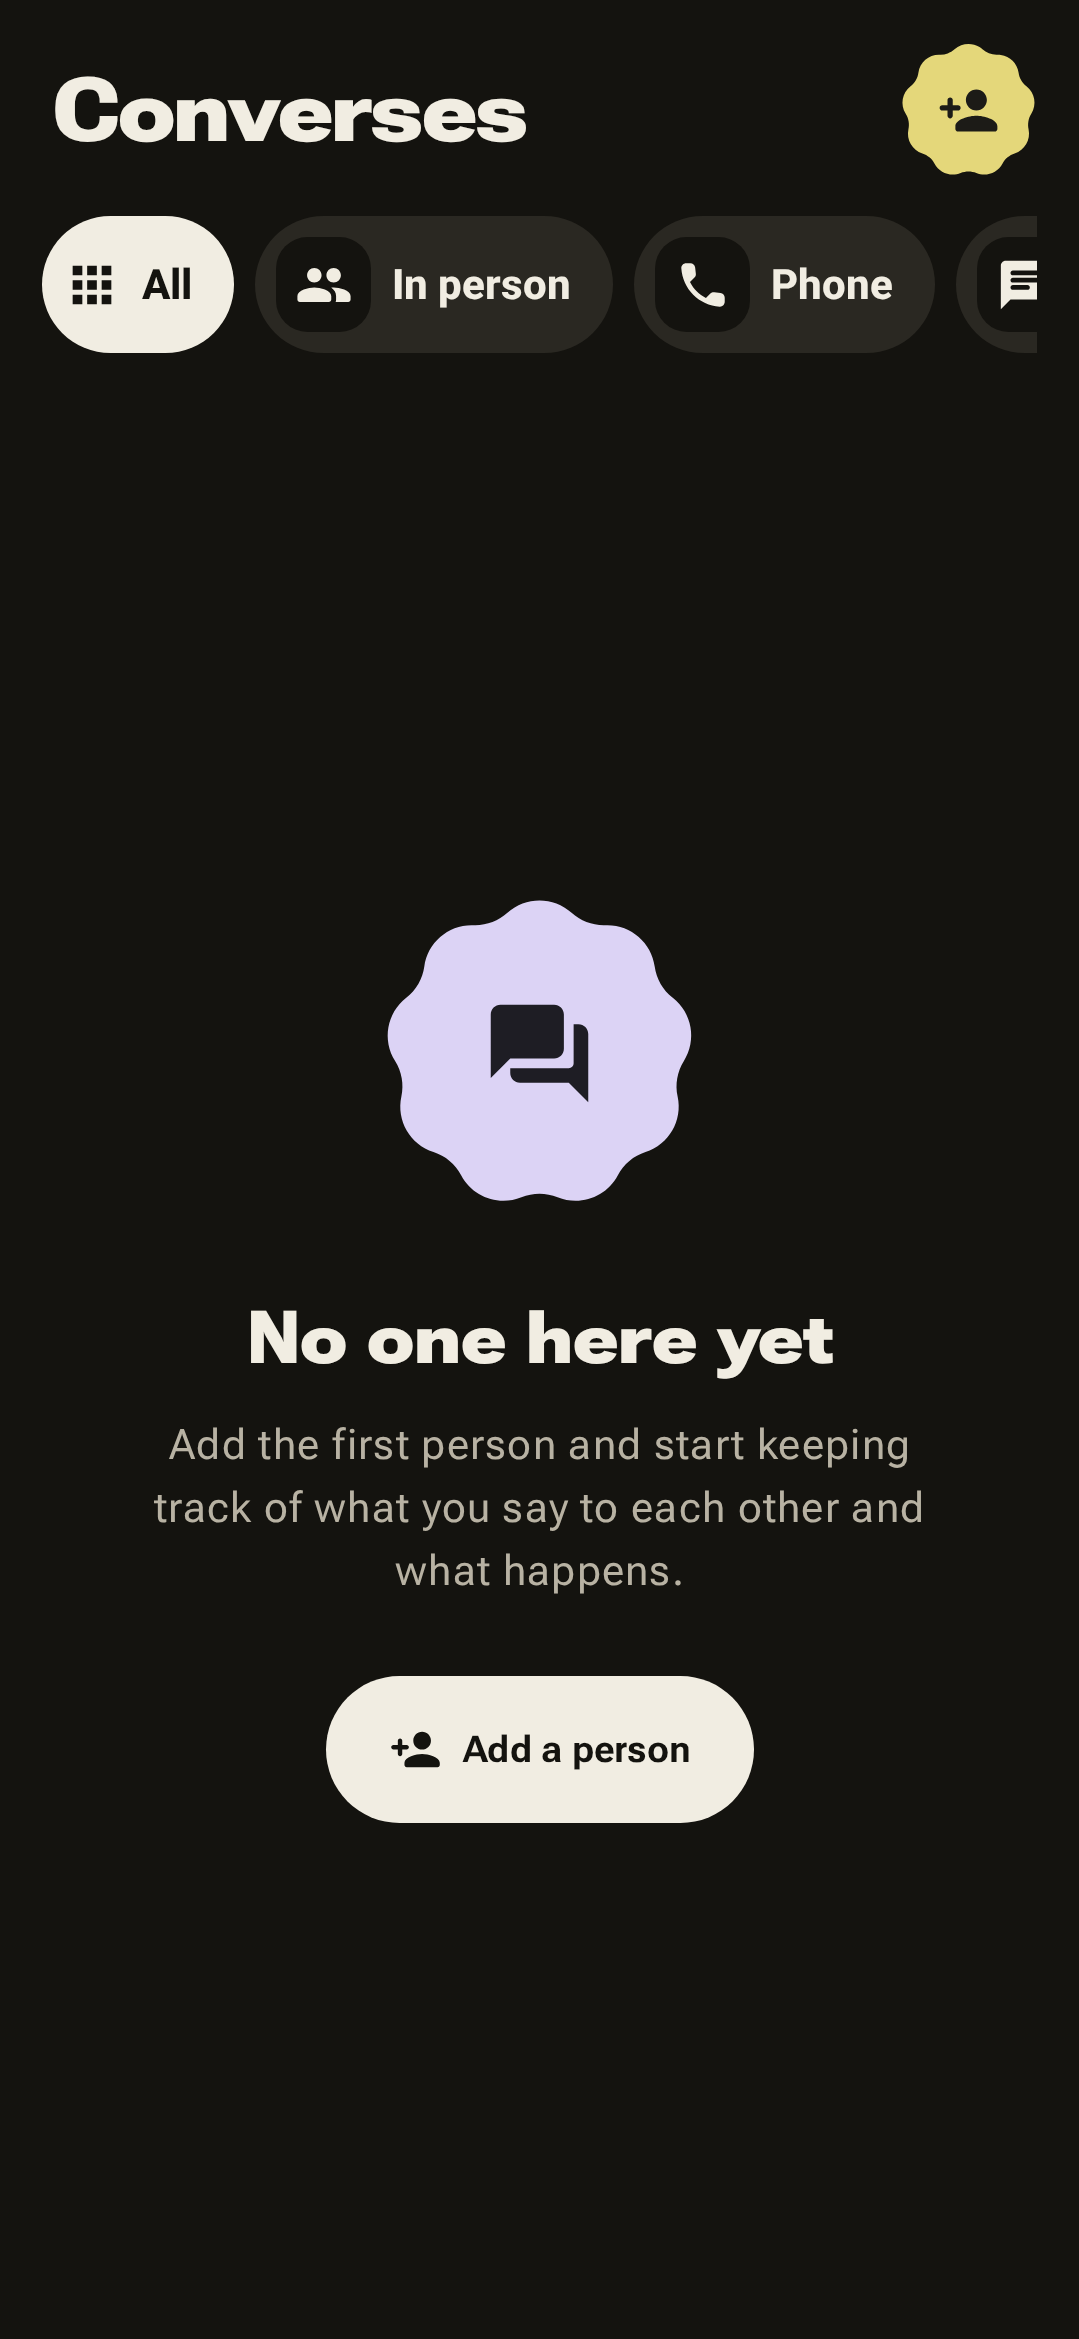 Converses
All
In person
Phone
No one here yet
Add the first person and start keeping
track of what you say to each other and
what happens.
Add a person